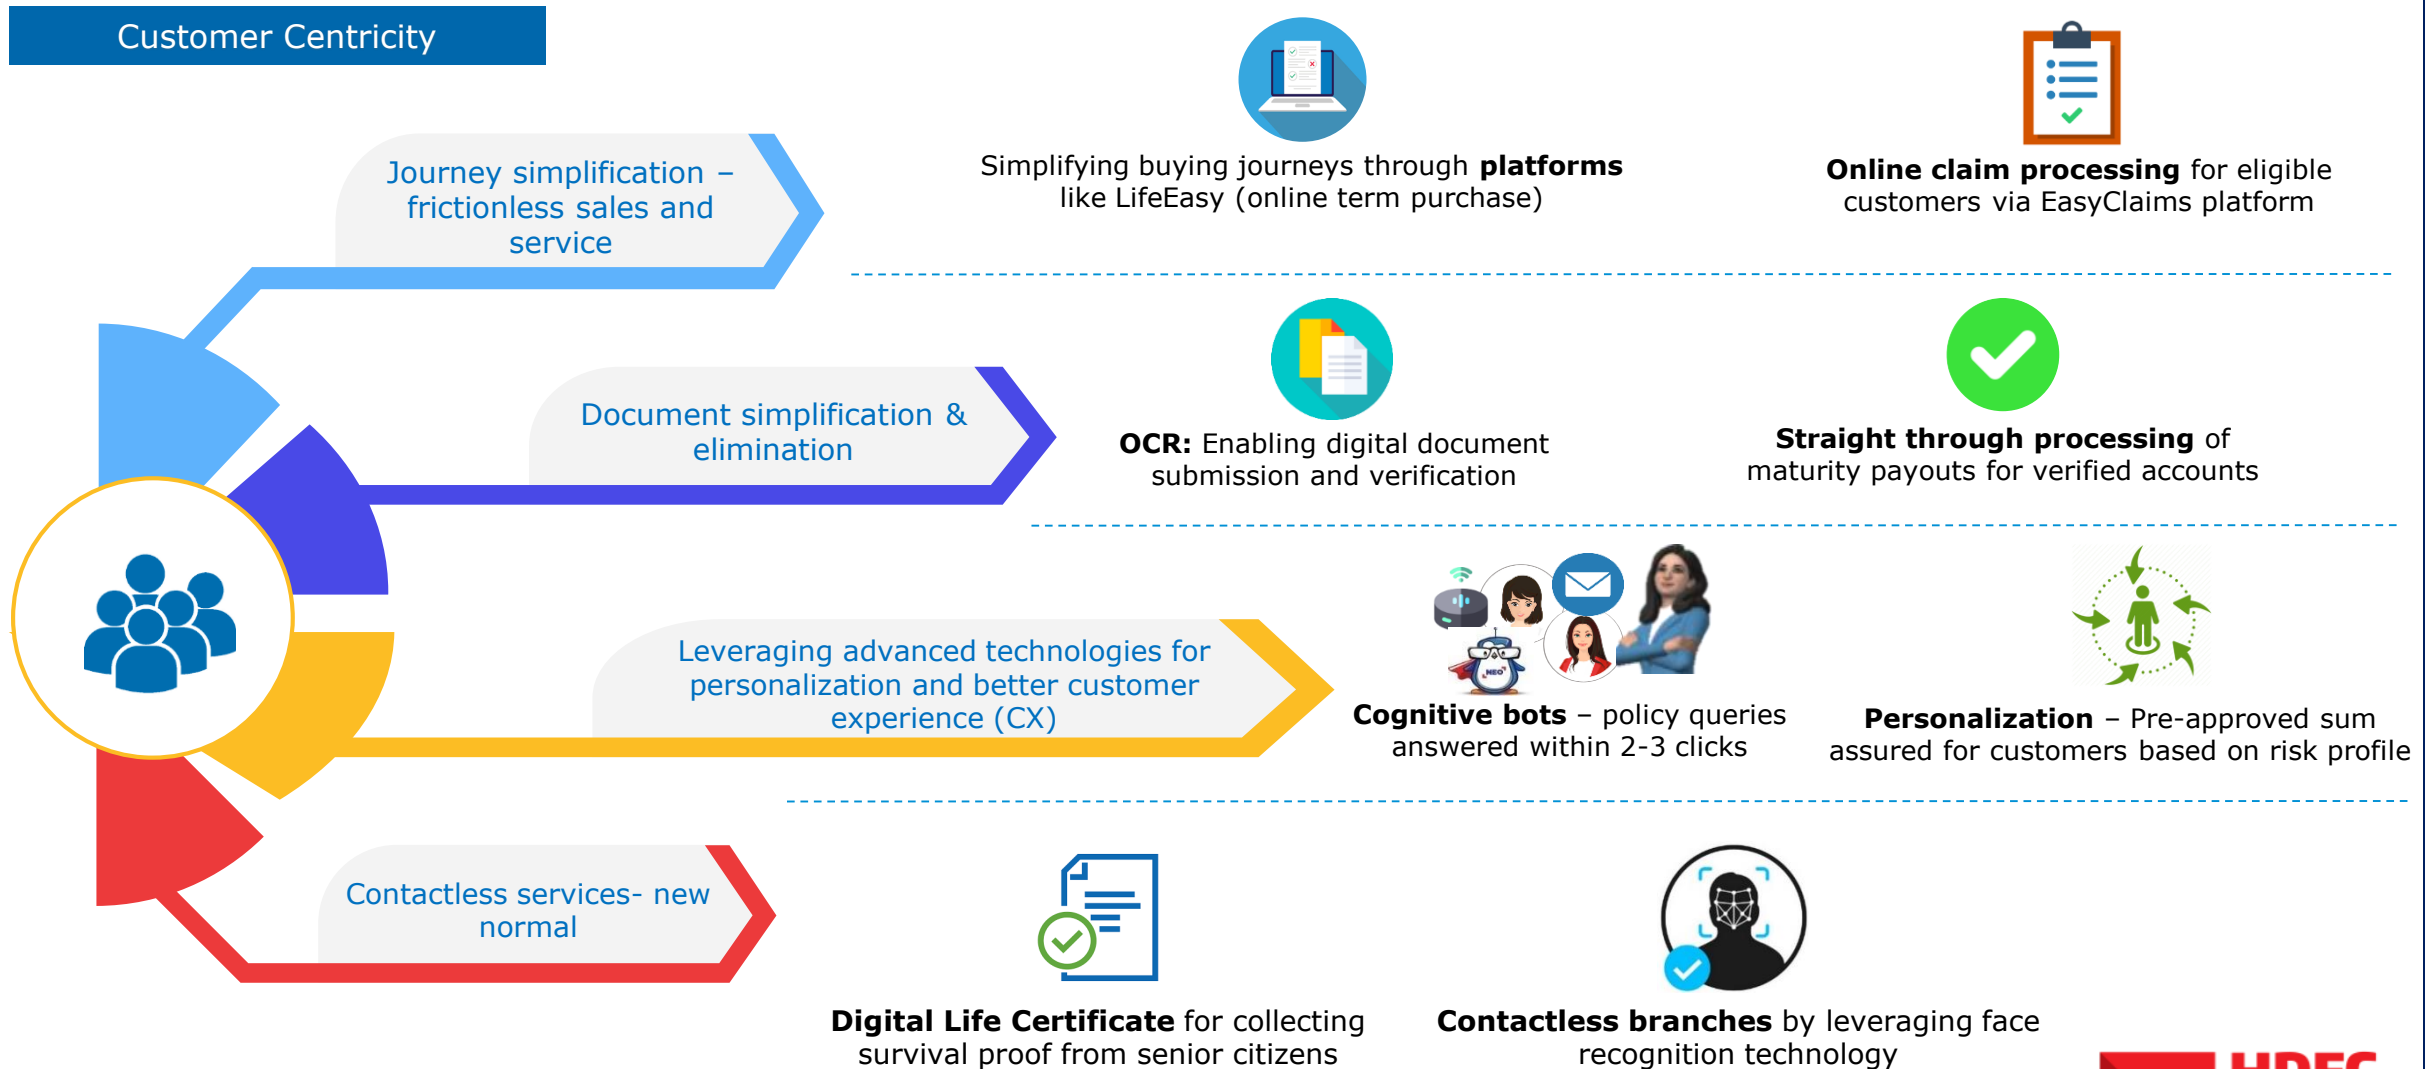 Customer Centricity
Journey simplification –
frictionless sales and
service
Simplifying buying journeys through platforms
like LifeEasy (online term purchase)
Online claim processing for eligible
customers via EasyClaims platform
Document simplification &
elimination
OCR: Enabling digital document
submission and verification
Straight through processing of
maturity payouts for verified accounts
Leveraging advanced technologies for
personalization and better customer
experience (CX)
NEO
Cognitive bots – policy queries
answered within 2-3 clicks
Personalization – Pre-approved sum
assured for customers based on risk profile
Contactless services- new
normal
Digital Life Certificate for collecting
survival proof from senior citizens
Contactless branches by leveraging face
recognition technology
HDFC